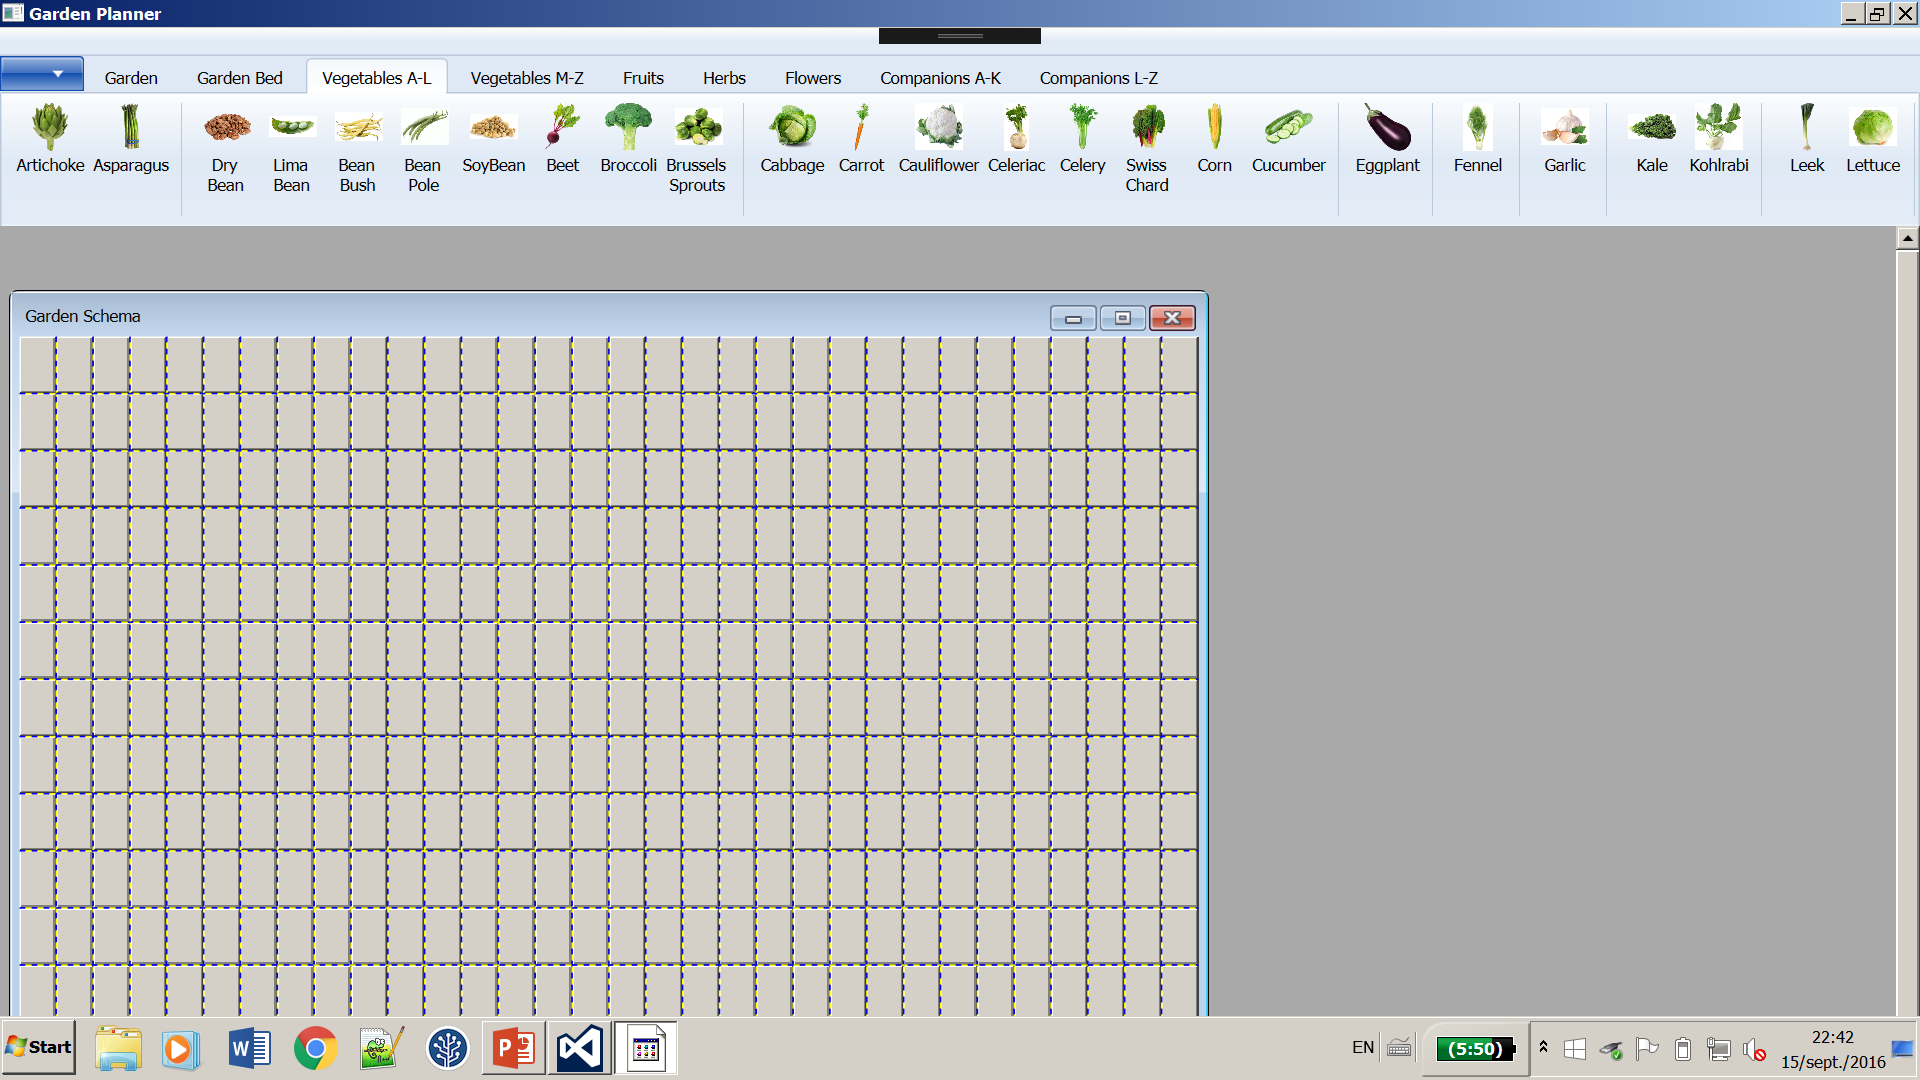 Garden Planner
Garden Garden Bed Vegetables A-L Vegetables M-Z Fruits Herbs Flowers Companions A-K Companions L-Z
Artichoke Asparagus Dry Bean Lima Bean Bean Bush Bean Pole SoyBean Beet Broccoli Brussels Sprouts Cabbage Carrot Cauliflower Celeriac Celery Swiss Chard Corn Cucumber Eggplant Fennel Garlic Kale Kohlrabi Leek Lettuce
Garden Schema
Start W P EN (5:50) 22:42
15/sept./2016